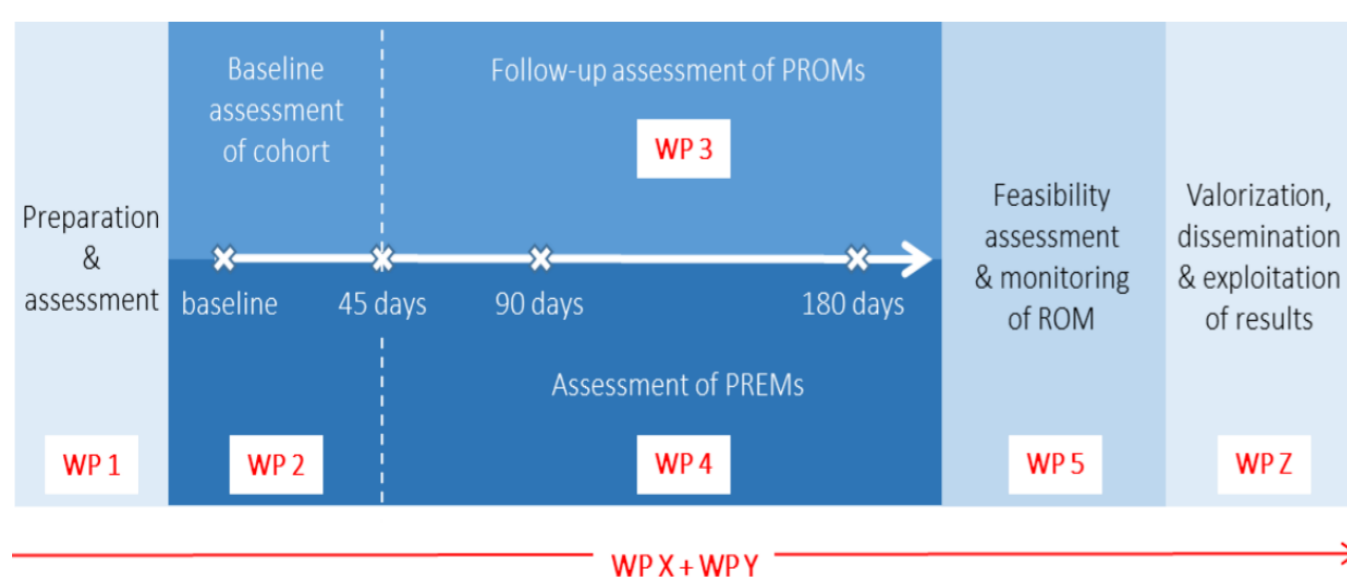 Preparation
&
assessment
WP 1
Baseline
assessment
of cohort
WP 2
Follow-up assessment of PROMs
WP 3
baseline
45 days
90 days
180 days
Assessment of PREMs
WP 4
Feasibility
assessment
& monitoring
of ROM
WP 5
Valorization,
dissemination
& exploitation
of results
WP Z
WP X + WP Y